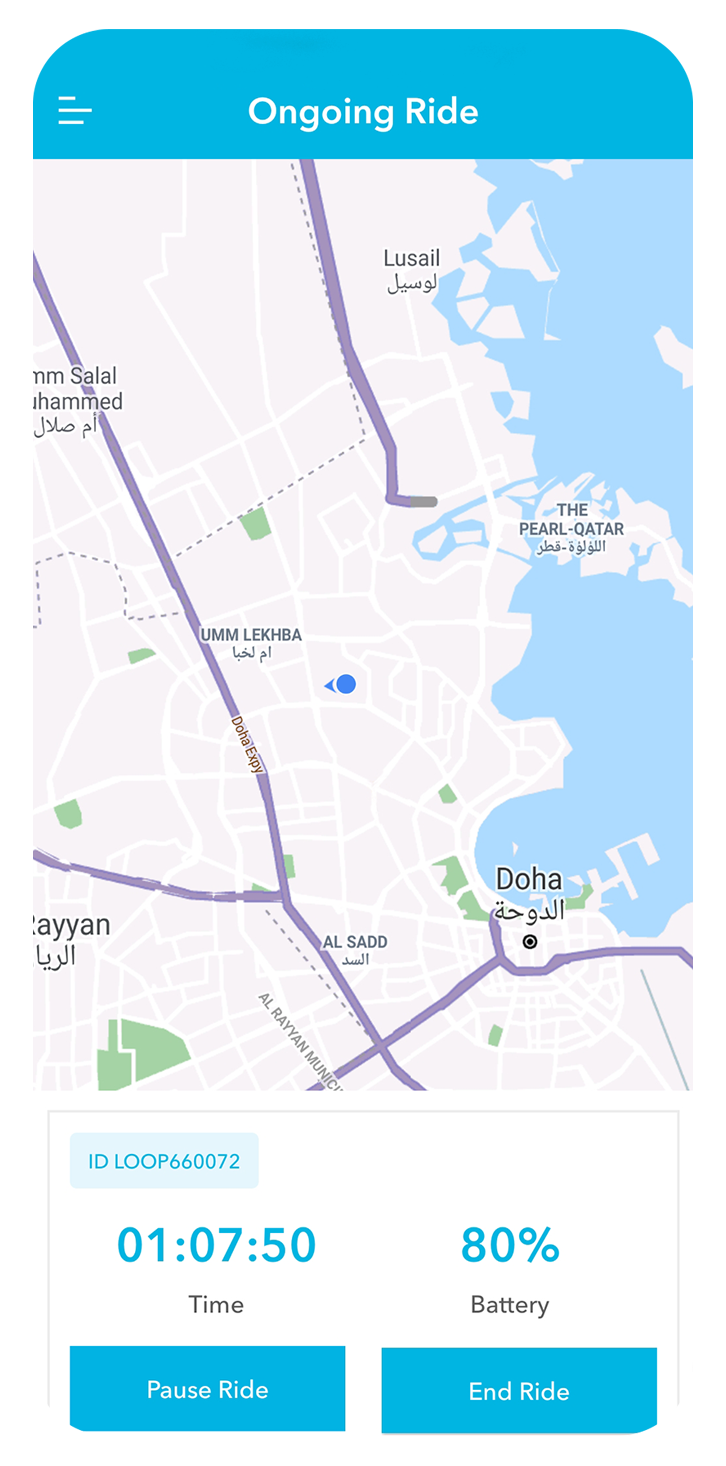 Ongoing Ride
Lusail
لوسيل
mm Salal
uhammed
أم صلال
THE
PEARL-QATAR
اللؤلؤة-قطر
UMM LEKHBA
ام لخبا
Doha Expy
Doha
الدوحة
Rayyan
الريا
AL SADD
السد
AL RAYYAN MUNICI
ID LOOP660072
01:07:50
80%
Time
Battery
Pause Ride
End Ride